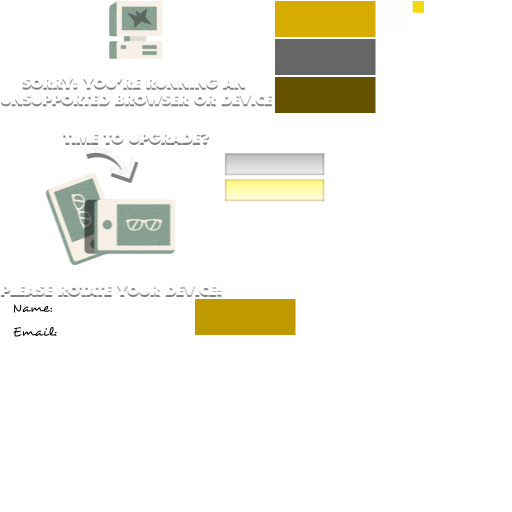 SORRY! YOU'RE RUNNING AN
UNSUPPORTED BROWSER OR DEVICE
TIME TO UPGRADE?
PLEASE ROTATE YOUR DEVICE!
Name:
Email: